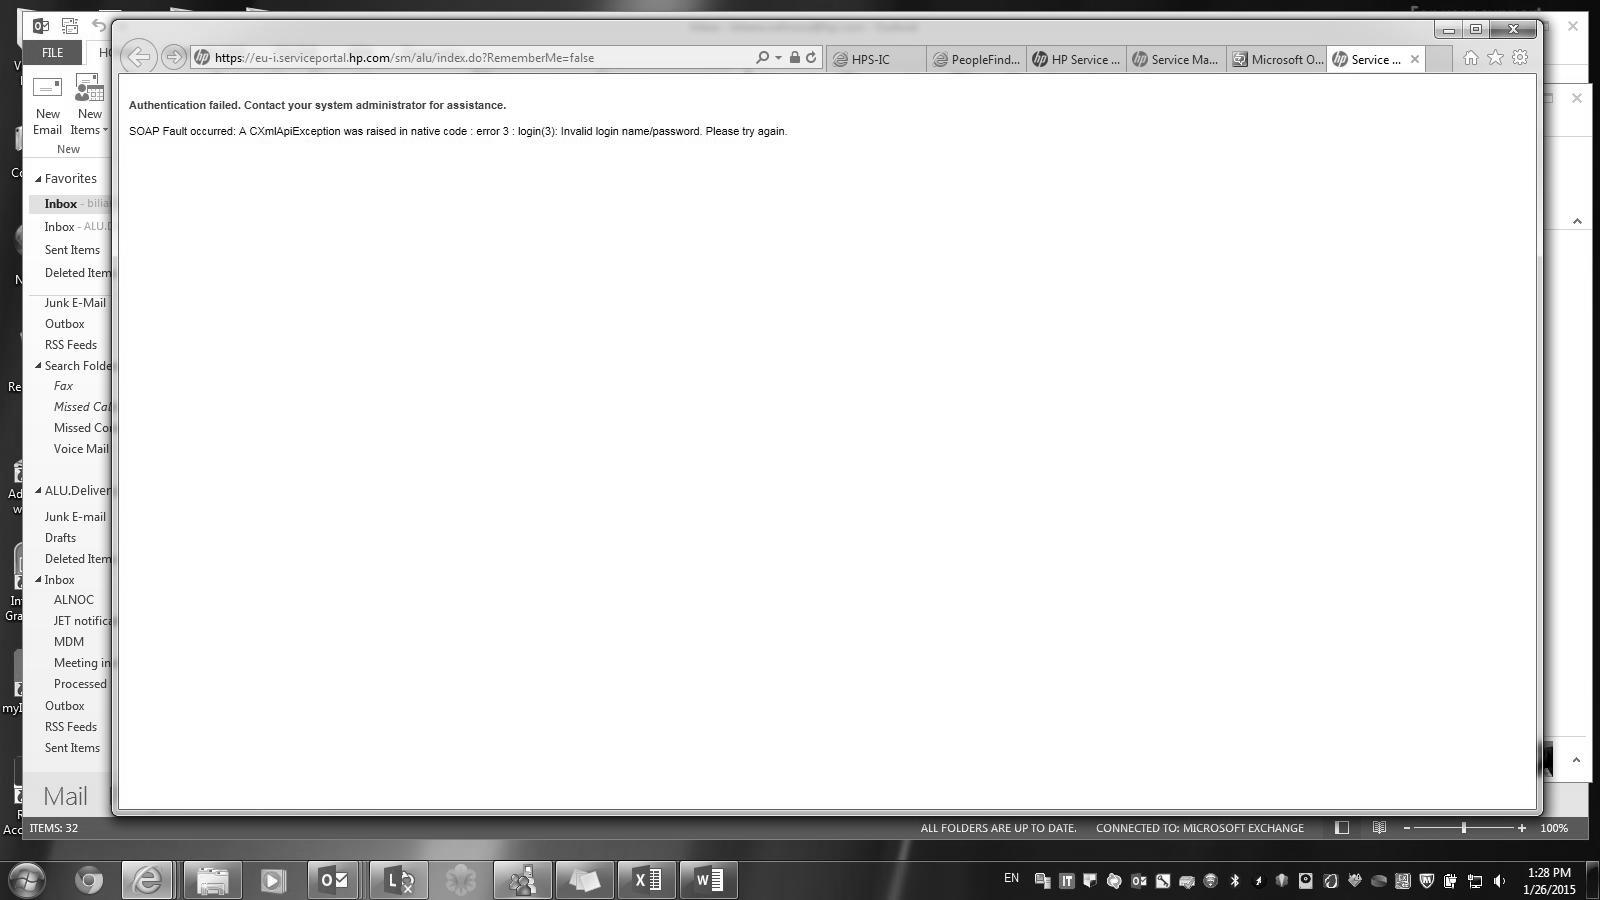 FILE
HO
https://eu-i.serviceportal.hp.com/sm/alu/index.do?RememberMe=false
HPS-IC
PeopleFind...
HP Service ...
Service Ma...
Microsoft O...
Service ...
New Email
New Items
New
Authentication failed. Contact your system administrator for assistance.
SOAP Fault occurred: A CXmlApiException was raised in native code : error 3 : login(3): Invalid login name/password. Please try again.
Favorites
Inbox - bilia
Inbox - ALU.D
Sent Items
Deleted Item
Junk E-Mail
Outbox
RSS Feeds
Search Folde
Fax
Missed Cal
Missed Co
Voice Mail
ALU.Deliver
Junk E-mail
Drafts
Deleted Item
Inbox
ALNOC
JET notifica
MDM
Meeting in
Processed
Outbox
RSS Feeds
Sent Items
Mail
ITEMS: 32
ALL FOLDERS ARE UP TO DATE.
CONNECTED TO: MICROSOFT EXCHANGE
100%
EN
1:28 PM
1/26/2015